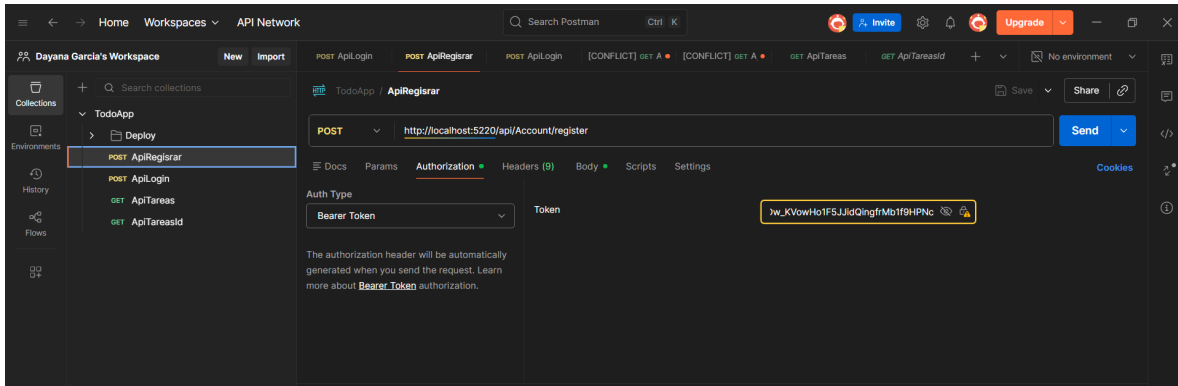 Home Workspaces API Network
Search Postman Ctrl K
Invite
Upgrade
Dayana Garcia's Workspace New Import
POST ApiLogin POST ApiRegisrar POST ApiLogin [CONFLICT] GET A [CONFLICT] GET A GET ApiTareas GET ApiTareasId No environment
Collections
Environments
History
Flows
Search collections
TodoApp
Deploy
POST ApiRegisrar
POST ApiLogin
GET ApiTareas
GET ApiTareasId
HTTP TodoApp / ApiRegisrar Save Share
POST http://localhost:5220/api/Account/register Send
Docs Params Authorization Headers (9) Body Scripts Settings Cookies
Auth Type
Bearer Token
Token
)w_KVowHo1F5JJidQingfrMb1f9HPNc
The authorization header will be automatically
generated when you send the request. Learn
more about Bearer Token authorization.